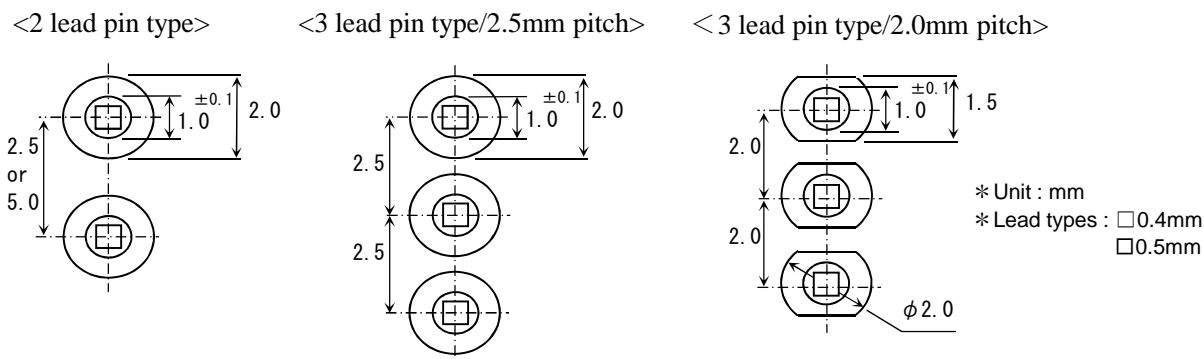 <2 lead pin type>
2.5
or
5.0
1.0 ±0.1
2.0
<3 lead pin type/2.5mm pitch>
2.5
2.5
1.0 ±0.1
2.0
＜3 lead pin type/2.0mm pitch>
2.0
2.0
1.0 ±0.1
1.5
φ2.0
＊Unit : mm
＊Lead types : □0.4mm
□0.5mm